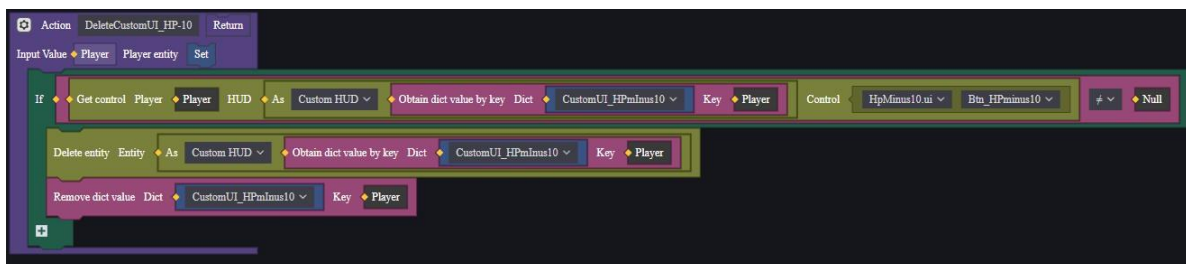 Action DeleteCustomUI_HP-10 Return
Input Value Player Player entity Set
If Get control Player Player HUD As Custom HUD Obtain dict value by key Dict CustomUI_HPmInus10 Key Player Control HpMinus10.ui Btn_HPminus10 ≠ Null
Delete entity Entity As Custom HUD Obtain dict value by key Dict CustomUI_HPmInus10 Key Player
Remove dict value Dict CustomUI_HPmInus10 Key Player